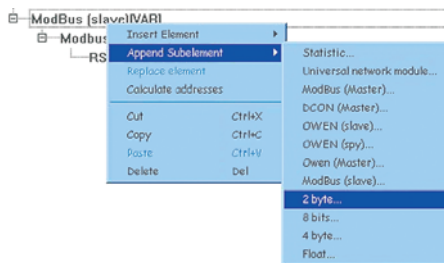 ModBus (slave)[VAR]
Modbus
RS
Insert Element
Append Subelement
Replace element
Calculate addresses
Cut Ctrl+X
Copy Ctrl+C
Paste Ctrl+V
Delete Del
Statistic...
Universal network module...
ModBus (Master)...
DCON (Master)...
OWEN (slave)...
OWEN (spy)...
Owen (Master)...
ModBus (slave)...
2 byte...
8 bits...
4 byte...
Float...